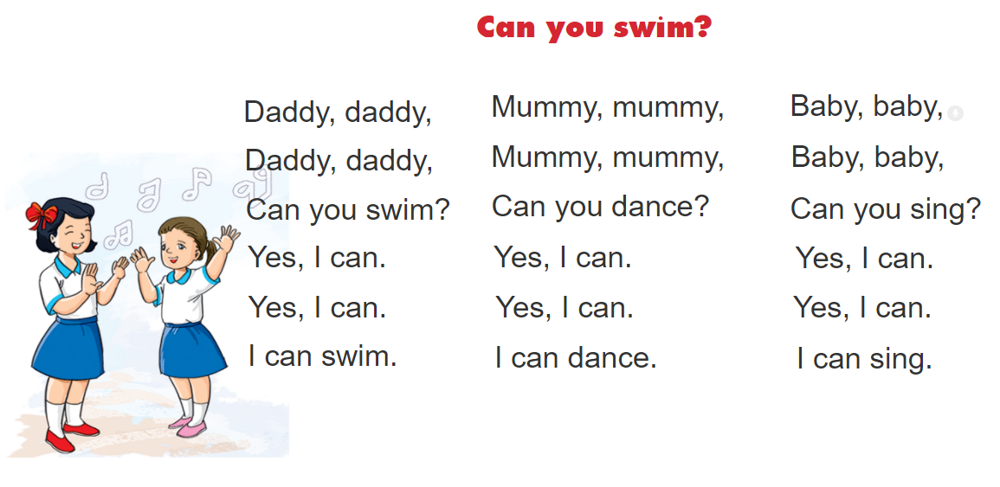 Can you swim?
Daddy, daddy,
Daddy, daddy,
Can you swim?
Yes, I can.
Yes, I can.
I can swim.
Mummy, mummy,
Mummy, mummy,
Can you dance?
Yes, I can.
Yes, I can.
I can dance.
Baby, baby,
Baby, baby,
Can you sing?
Yes, I can.
Yes, I can.
I can sing.